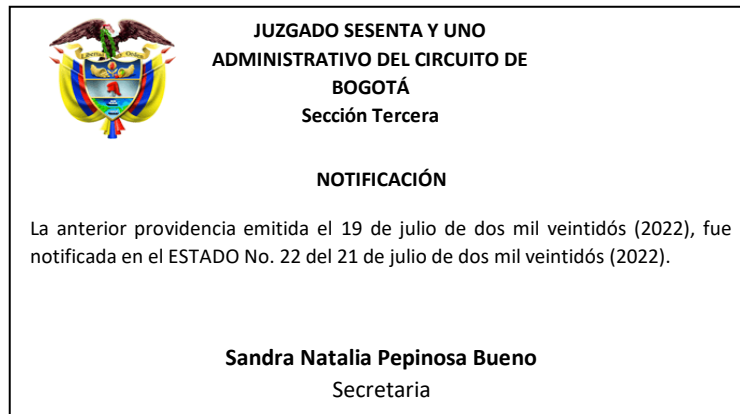 JUZGADO SESENTA Y UNO
ADMINISTRATIVO DEL CIRCUITO DE
BOGOTÁ
Sección Tercera
NOTIFICACIÓN
La anterior providencia emitida el 19 de julio de dos mil veintidós (2022), fue
notificada en el ESTADO No. 22 del 21 de julio de dos mil veintidós (2022).
Sandra Natalia Pepinosa Bueno
Secretaria